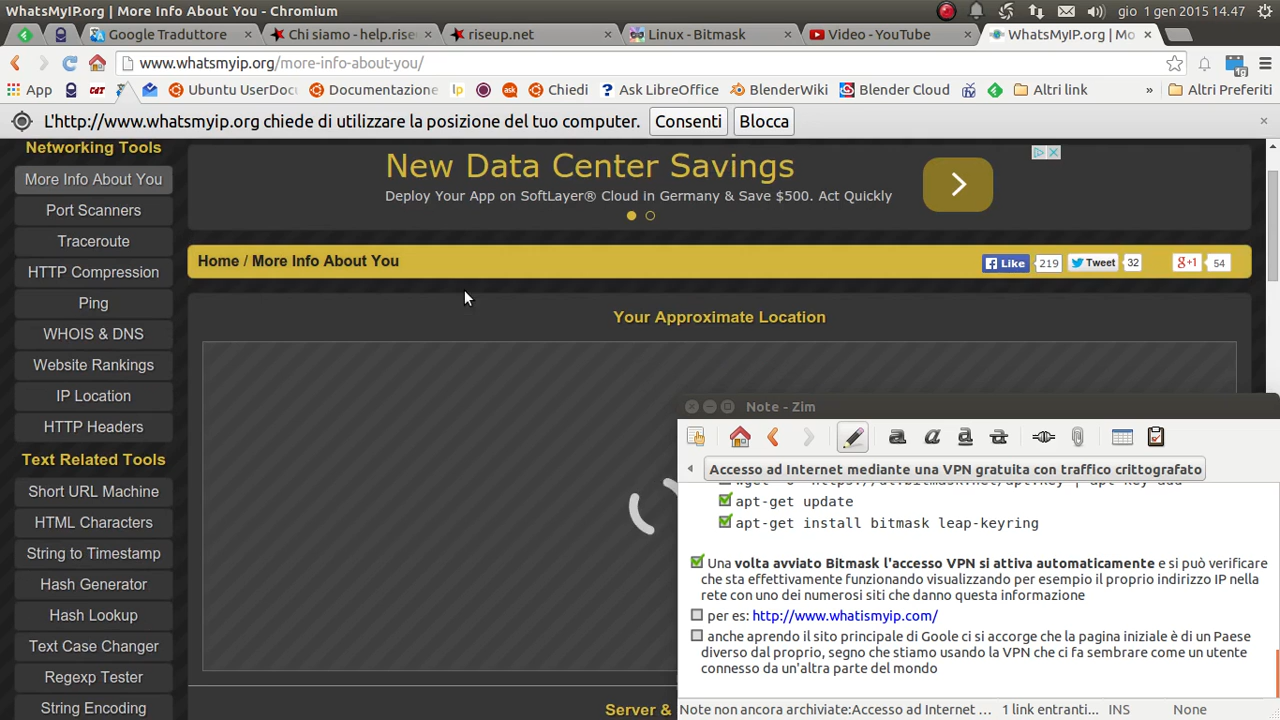 WhatsMyIP.org | More Info About You - Chromium
gio 1 gen 2015 14.47
Google Traduttore
Chi siamo - help.rise
riseup.net
Linux - Bitmask
Video - YouTube
WhatsMyIP.org | Mo
www.whatsmyip.org/more-info-about-you/
App
Ubuntu UserDocu
Documentazione
Chiedi
Ask LibreOffice
BlenderWiki
Blender Cloud
Altri link
»
Altri Preferiti
L'http://www.whatsmyip.org chiede di utilizzare la posizione del tuo computer.
Consenti
Blocca
Networking Tools
More Info About You
Port Scanners
Traceroute
HTTP Compression
Ping
WHOIS & DNS
Website Rankings
IP Location
HTTP Headers
Text Related Tools
Short URL Machine
HTML Characters
String to Timestamp
Hash Generator
Hash Lookup
Text Case Changer
Regexp Tester
String Encoding
New Data Center Savings
Deploy Your App on SoftLayer® Cloud in Germany & Save $500. Act Quickly
Home / More Info About You
Like 219
Tweet 32
g+1 54
Your Approximate Location
Server &
Note - Zim
Accesso ad Internet mediante una VPN gratuita con traffico crittografato
apt-get update
apt-get install bitmask leap-keyring
Una volta avviato Bitmask l'accesso VPN si attiva automaticamente e si può verificare
che sta effettivamente funzionando visualizzando per esempio il proprio indirizzo IP nella
rete con uno dei numerosi siti che danno questa informazione
per es: http://www.whatismyip.com/
anche aprendo il sito principale di Goole ci si accorge che la pagina iniziale è di un Paese
diverso dal proprio, segno che stiamo usando la VPN che ci fa sembrare come un utente
connesso da un'altra parte del mondo
Note non ancora archiviate:Accesso ad Internet ...
1 link entranti...
INS
None